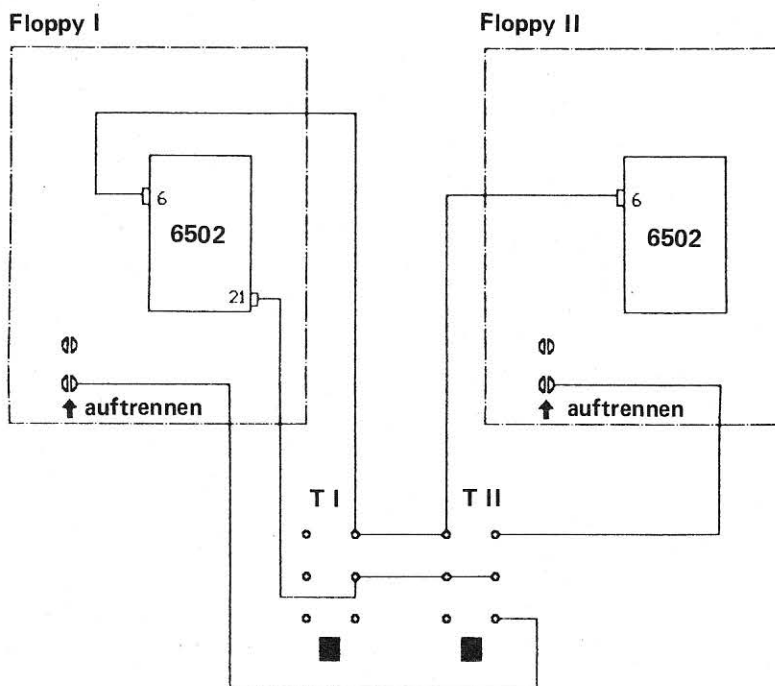 Floppy I
Floppy II
6
6502
21
6
6502
auftrennen
auftrennen
T I
T II